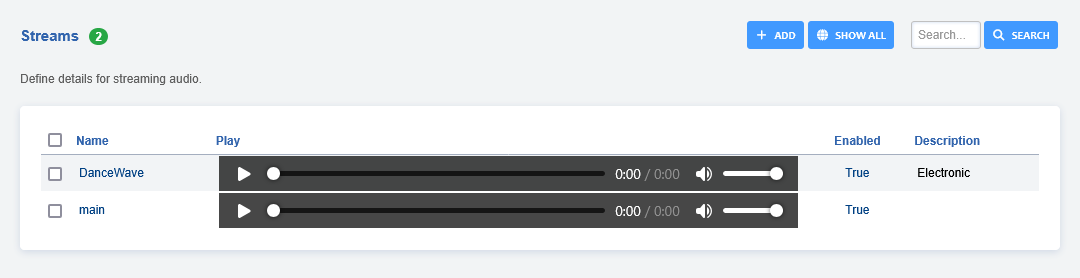 Streams 2 ADD SHOW ALL Search... SEARCH
Define details for streaming audio.
Name Play Enabled Description
DanceWave 0:00 / 0:00 True Electronic
main 0:00 / 0:00 True